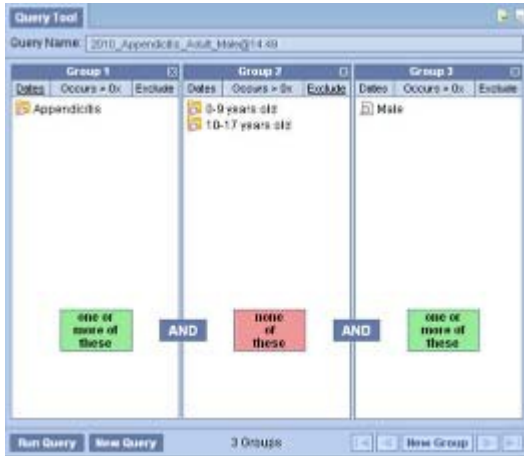 Query Tool
Query Name: 2010_Appendicitis_Adult_Male@14:49
Group 1 Group 2 Group 3
Dates Occurs > 0x Exclude Dates Occurs > 0x Exclude Dates Occurs > 0x Exclude
Appendicitis
0-9 years old
10-17 years old
Male
one or
more of
these
AND
none
of
these
AND
one or
more of
these
Run Query New Query 3 Groups New Group